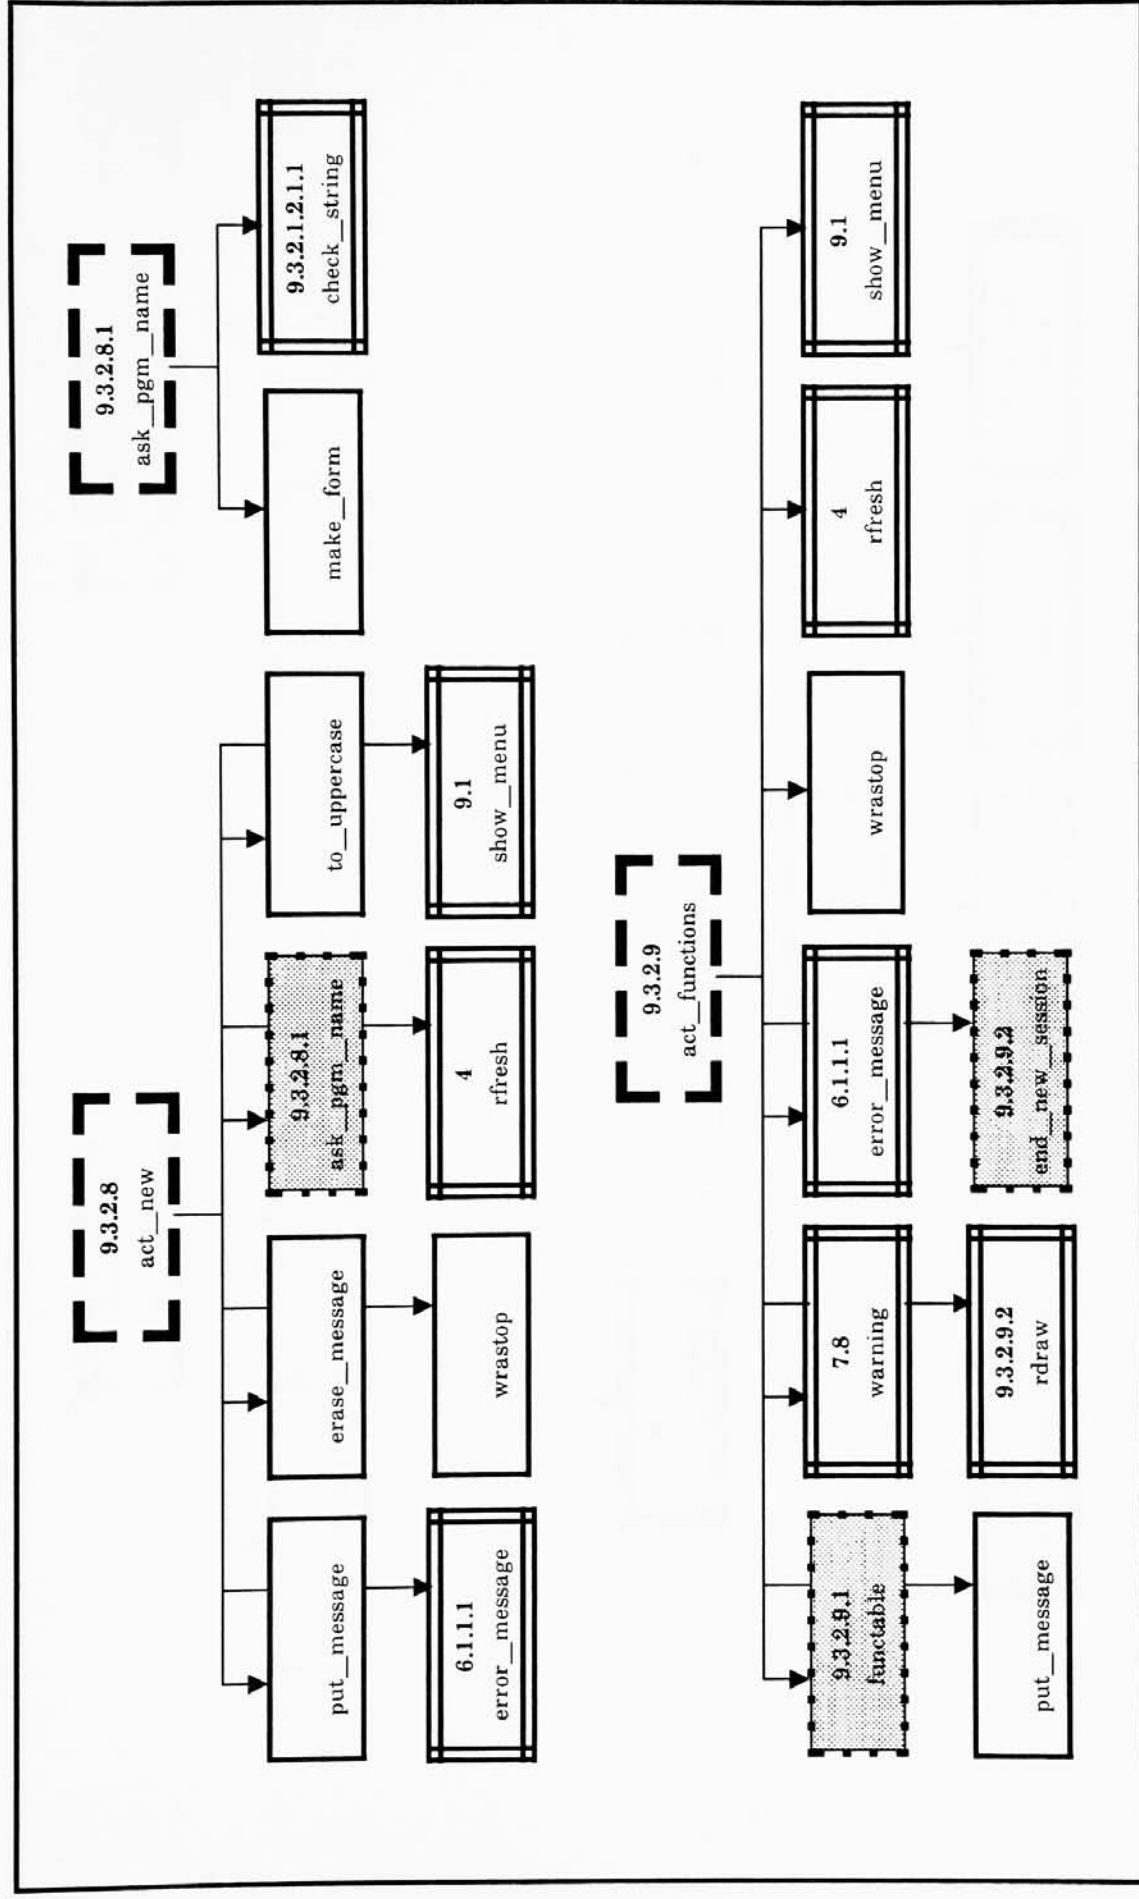 9.3.2.8
act__new
put__message
erase__message
9.3.2.8.1
ask__pgm__name
to__uppercase
6.1.1.1
error__message
wrastop
4
rfresh
9.1
show__menu
9.3.2.8.1
ask__pgm__name
make__form
9.3.2.1.2.1.1
check__string
9.3.2.9
act__functions
9.3.2.9.1
functable
7.8
warning
6.1.1.1
error__message
wrastop
4
rfresh
9.1
show__menu
put__message
9.3.2.9.2
rdraw
9.3.2.9.2
end__new__session